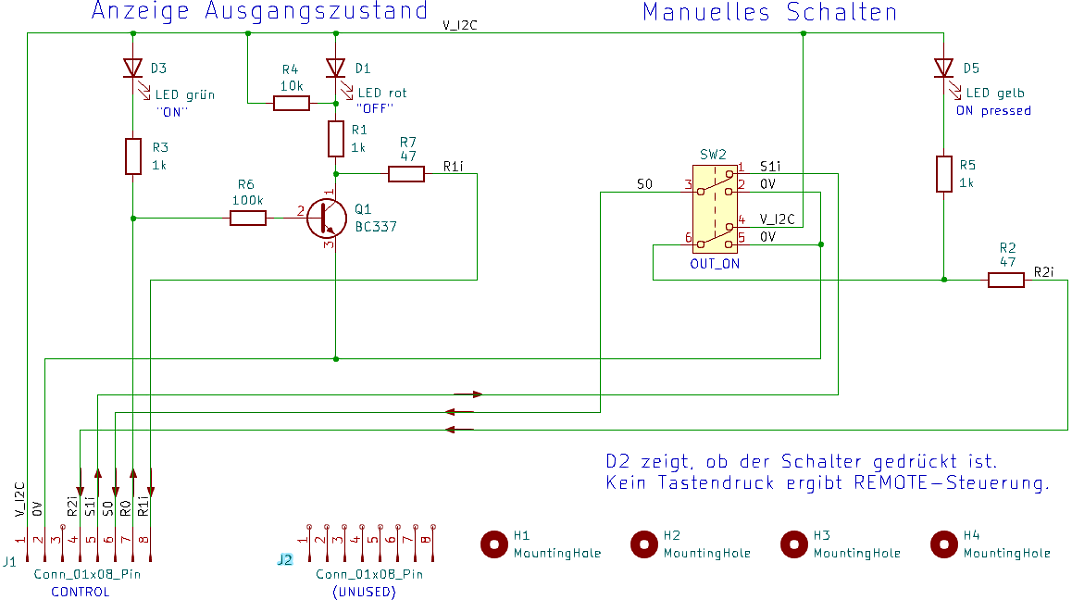 Anzeige Ausgangszustand
Manuelles Schalten
V_I2C
D3
LED grün
"ON"
R4
10k
D1
LED rot
"OFF"
D5
LED gelb
ON pressed
R3
1k
R1
1k
R7
47
R1i
R6
100k
1
2
3
Q1
BC337
SW2
S0
3
6
1
2
4
5
S1i
0V
V_I2C
0V
OUT_ON
R5
1k
R2
47
R2i
D2 zeigt, ob der Schalter gedrückt ist.
Kein Tastendruck ergibt REMOTE-Steuerung.
V_I2C
0V
R2i
S1i
S0
R0
R1i
1 2 3 4 5 6 7 8
J1
Conn_01x08_Pin
CONTROL
1 2 3 4 5 6 7 8
J2
Conn_01x08_Pin
(UNUSED)
H1
MountingHole
H2
MountingHole
H3
MountingHole
H4
MountingHole